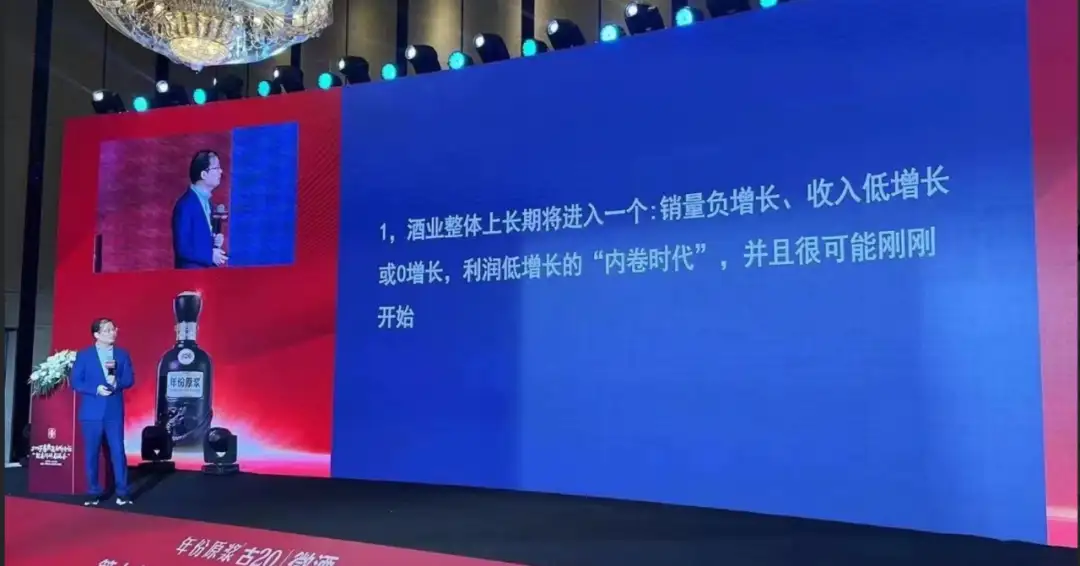 1，酒业整体上长期将进入一个:销量负增长、收入低增长
或0增长，利润低增长的“内卷时代”，并且很可能刚刚
开始
年份原浆
年份原浆 古20 微酒